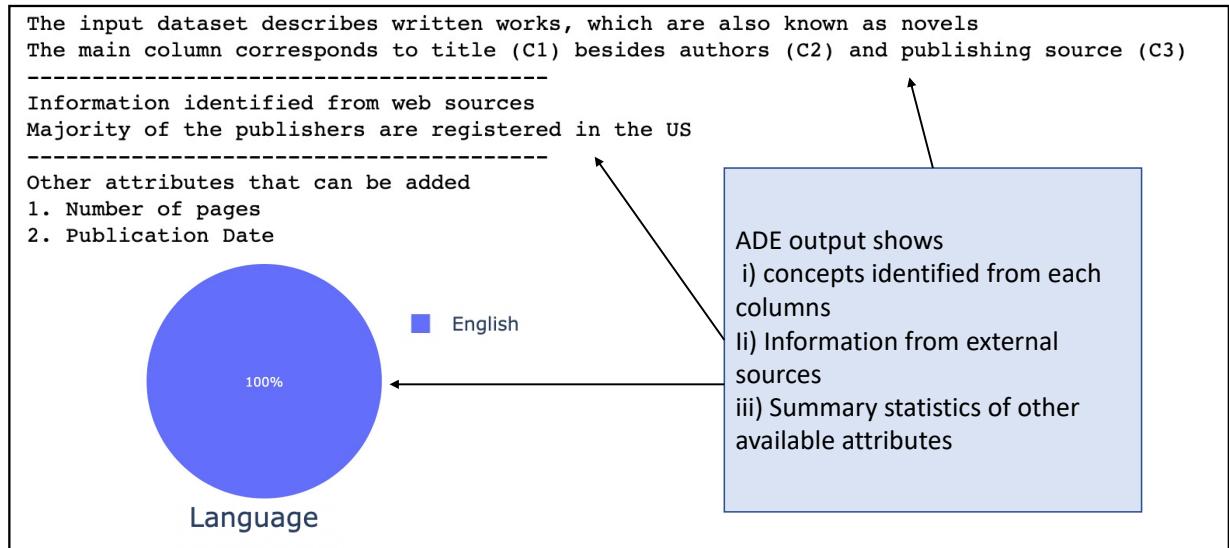 The input dataset describes written works, which are also known as novels
The main column corresponds to title (C1) besides authors (C2) and publishing source (C3)
----------------------------------------
Information identified from web sources
Majority of the publishers are registered in the US
----------------------------------------
Other attributes that can be added
1. Number of pages
2. Publication Date
English
100%
Language
ADE output shows
i) concepts identified from each
columns
Ii) Information from external
sources
iii) Summary statistics of other
available attributes